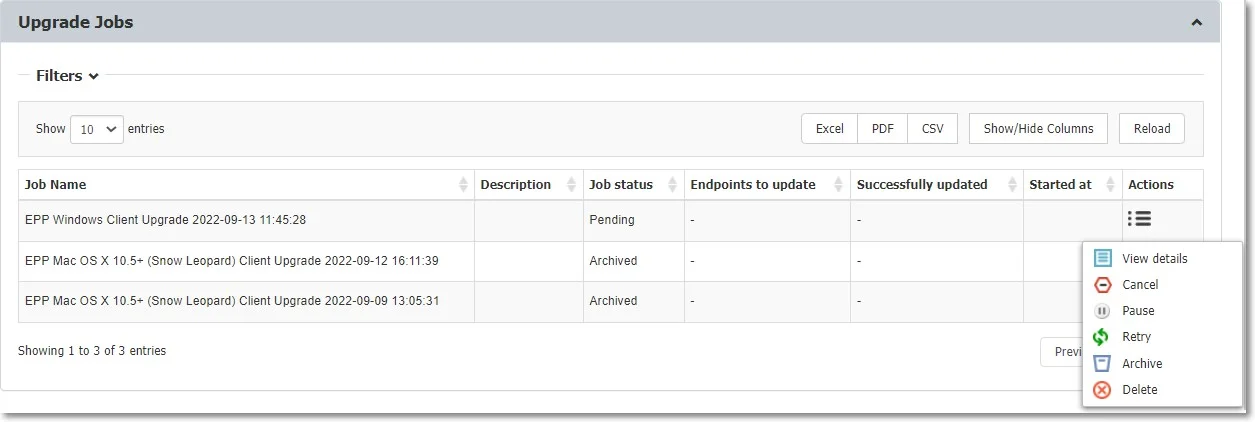 Upgrade Jobs
Filters
Show 10 entries Excel PDF CSV Show/Hide Columns Reload
Job Name Description Job status Endpoints to update Successfully updated Started at Actions
EPP Windows Client Upgrade 2022-09-13 11:45:28 Pending - -
EPP Mac OS X 10.5+ (Snow Leopard) Client Upgrade 2022-09-12 16:11:39 Archived - -
EPP Mac OS X 10.5+ (Snow Leopard) Client Upgrade 2022-09-09 13:05:31 Archived - -
Showing 1 to 3 of 3 entries Previ
View details
Cancel
Pause
Retry
Archive
Delete